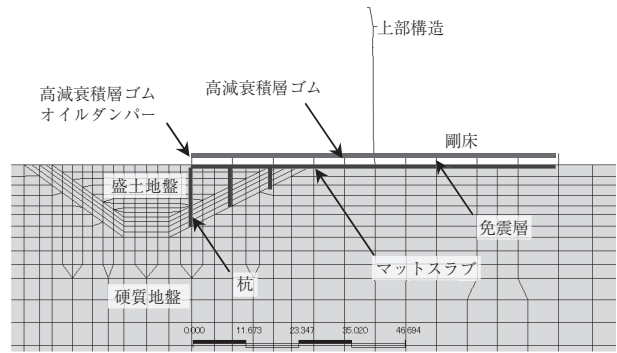 上部構造
高減衰積層ゴム
オイルダンパー
高減衰積層ゴム
剛床
盛土地盤
免震層
マットスラブ
杭
硬質地盤
0.000 11.673 23.347 35.020 46.694